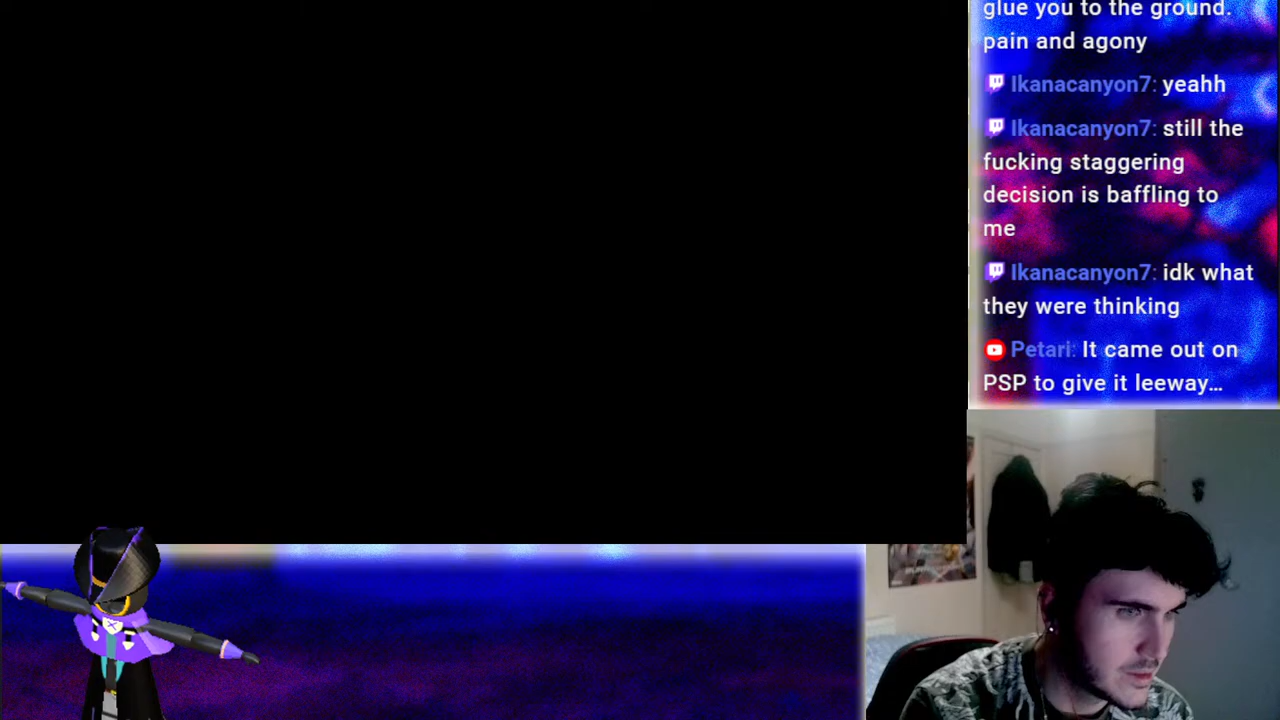 glue you to the ground.
pain and agony
Ikanacanyon7: yeahh
Ikanacanyon7: still the
fucking staggering
decision is baffling to
me
Ikanacanyon7: idk what
they were thinking
Petari: It came out on
PSP to give it leeway...